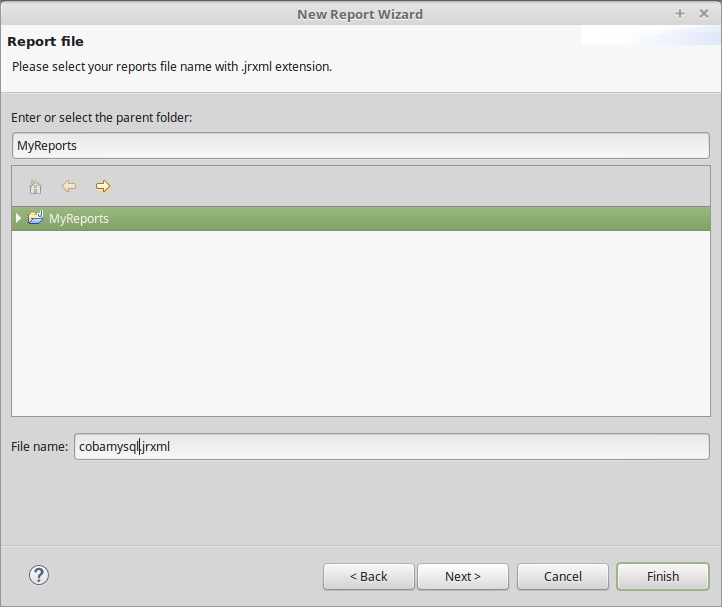 New Report Wizard
Report file
Please select your reports file name with .jrxml extension.
Enter or select the parent folder:
MyReports
MyReports
File name: cobamysql.jrxml
< Back Next > Cancel Finish